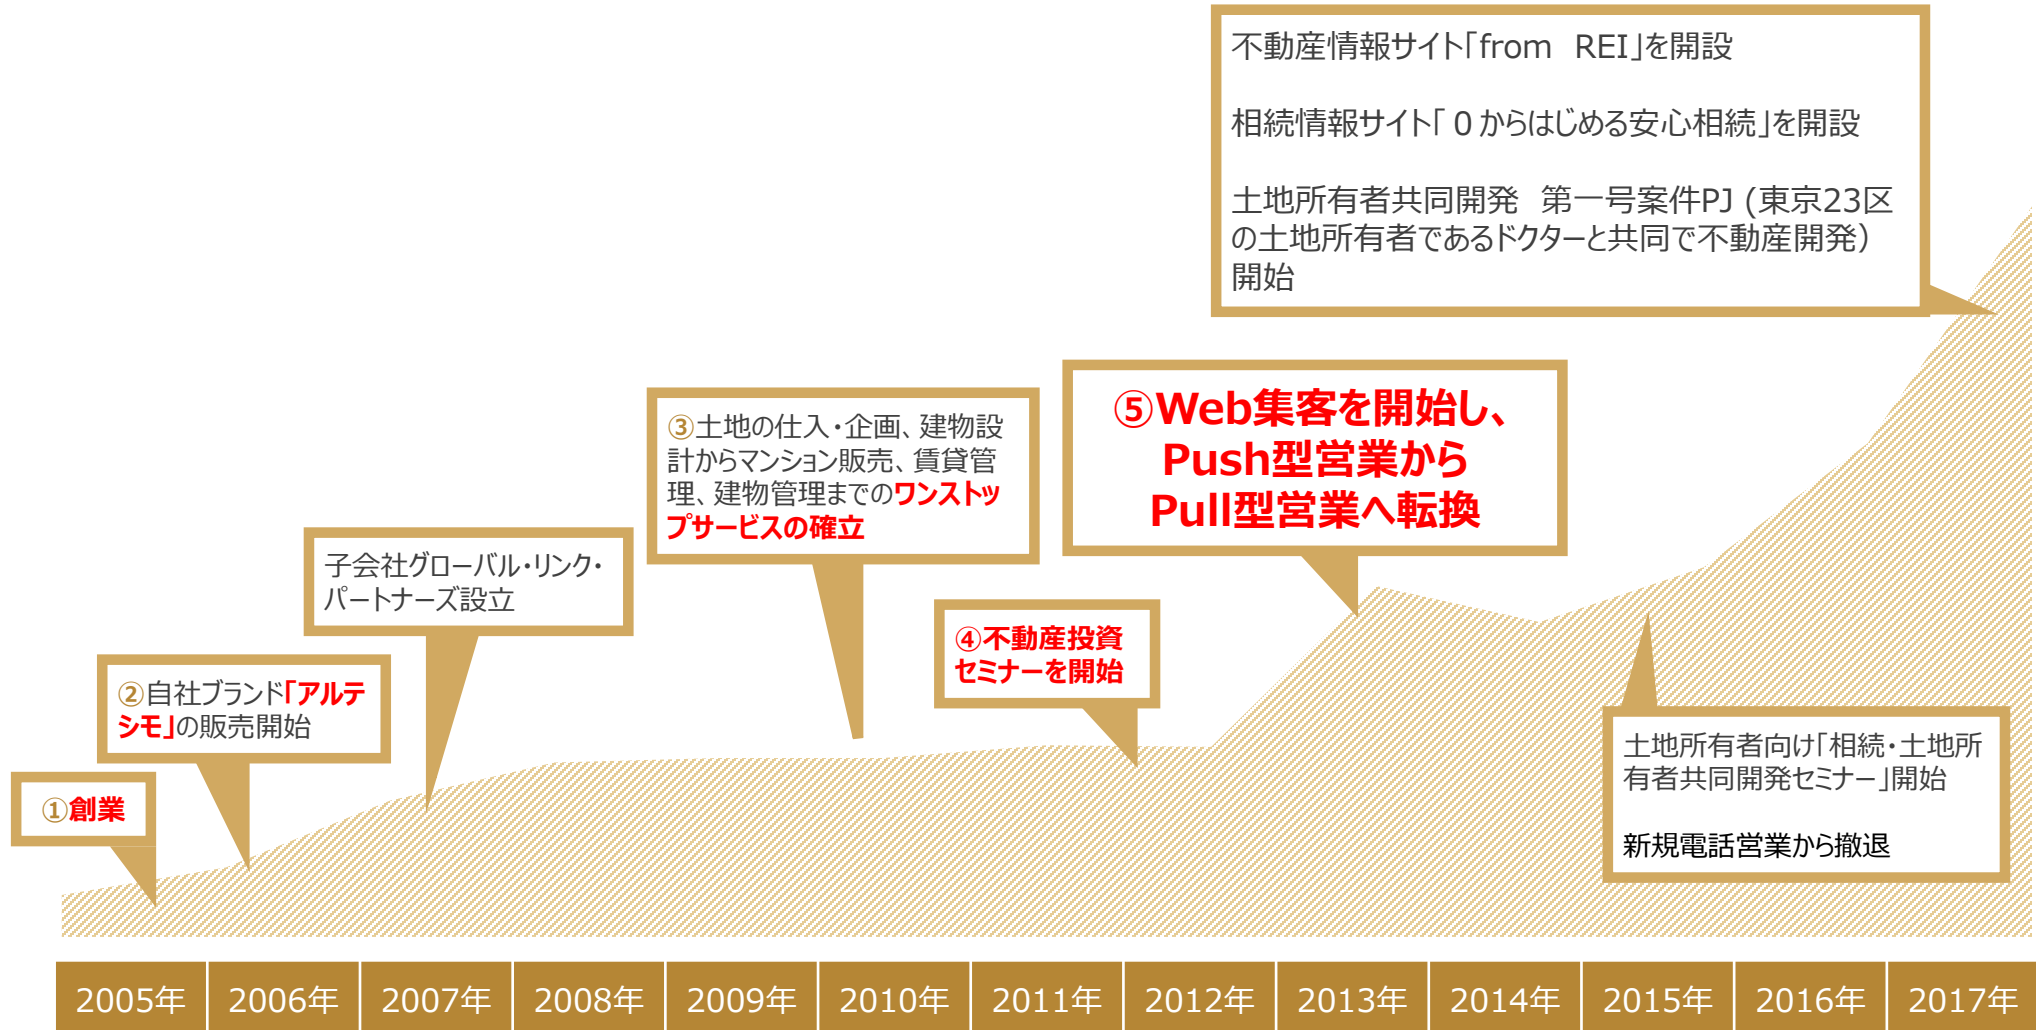 不動産情報サイト「from REI」を開設
相続情報サイト「０からはじめる安心相続」を開設
土地所有者共同開発 第一号案件PJ (東京23区
の土地所有者であるドクターと共同で不動産開発）
開始
⑤Web集客を開始し、
Push型営業から
Pull型営業へ転換
③土地の仕入・企画、建物設
計からマンション販売、賃貸管
理、建物管理までのワンストッ
プサービスの確立
子会社グローバル・リンク・
パートナーズ設立
④不動産投資
セミナーを開始
②自社ブランド「アルテ
シモ」の販売開始
①創業
土地所有者向け「相続・土地所
有者共同開発セミナー」開始
新規電話営業から撤退
2005年 2006年 2007年 2008年 2009年 2010年 2011年 2012年 2013年 2014年 2015年 2016年 2017年